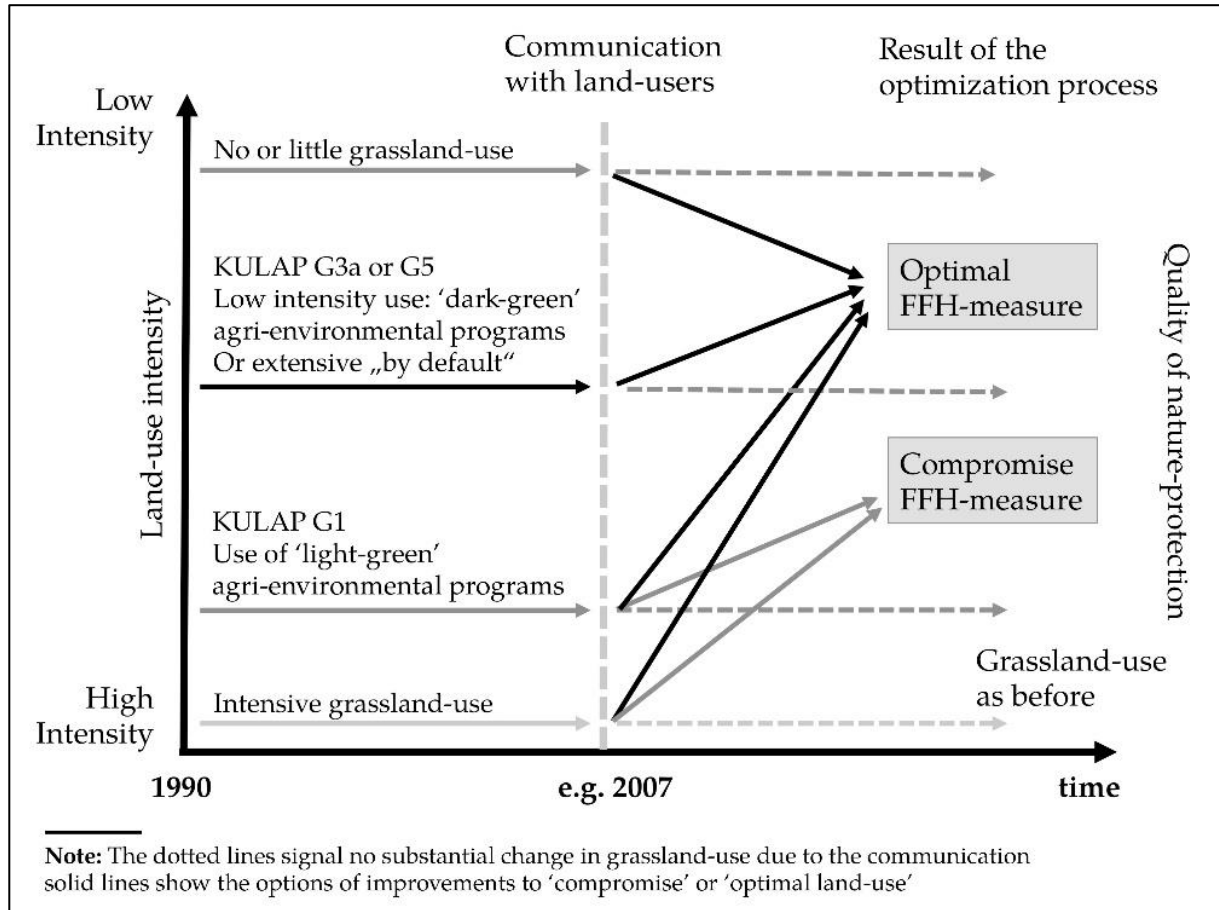 Communication
with land-users
Result of the
optimization process
Low
Intensity
No or little grassland-use
KULAP G3a or G5
Low intensity use: ‘dark-green’
agri-environmental programs
Or extensive „by default“
Optimal
FFH-measure
Land-use intensity
Quality of nature-protection
Compromise
FFH-measure
KULAP G1
Use of ‘light-green’
agri-environmental programs
Grassland-use
as before
High
Intensity
Intensive grassland-use
1990
e.g. 2007
time
Note: The dotted lines signal no substantial change in grassland-use due to the communication
solid lines show the options of improvements to ‘compromise’ or ‘optimal land-use’